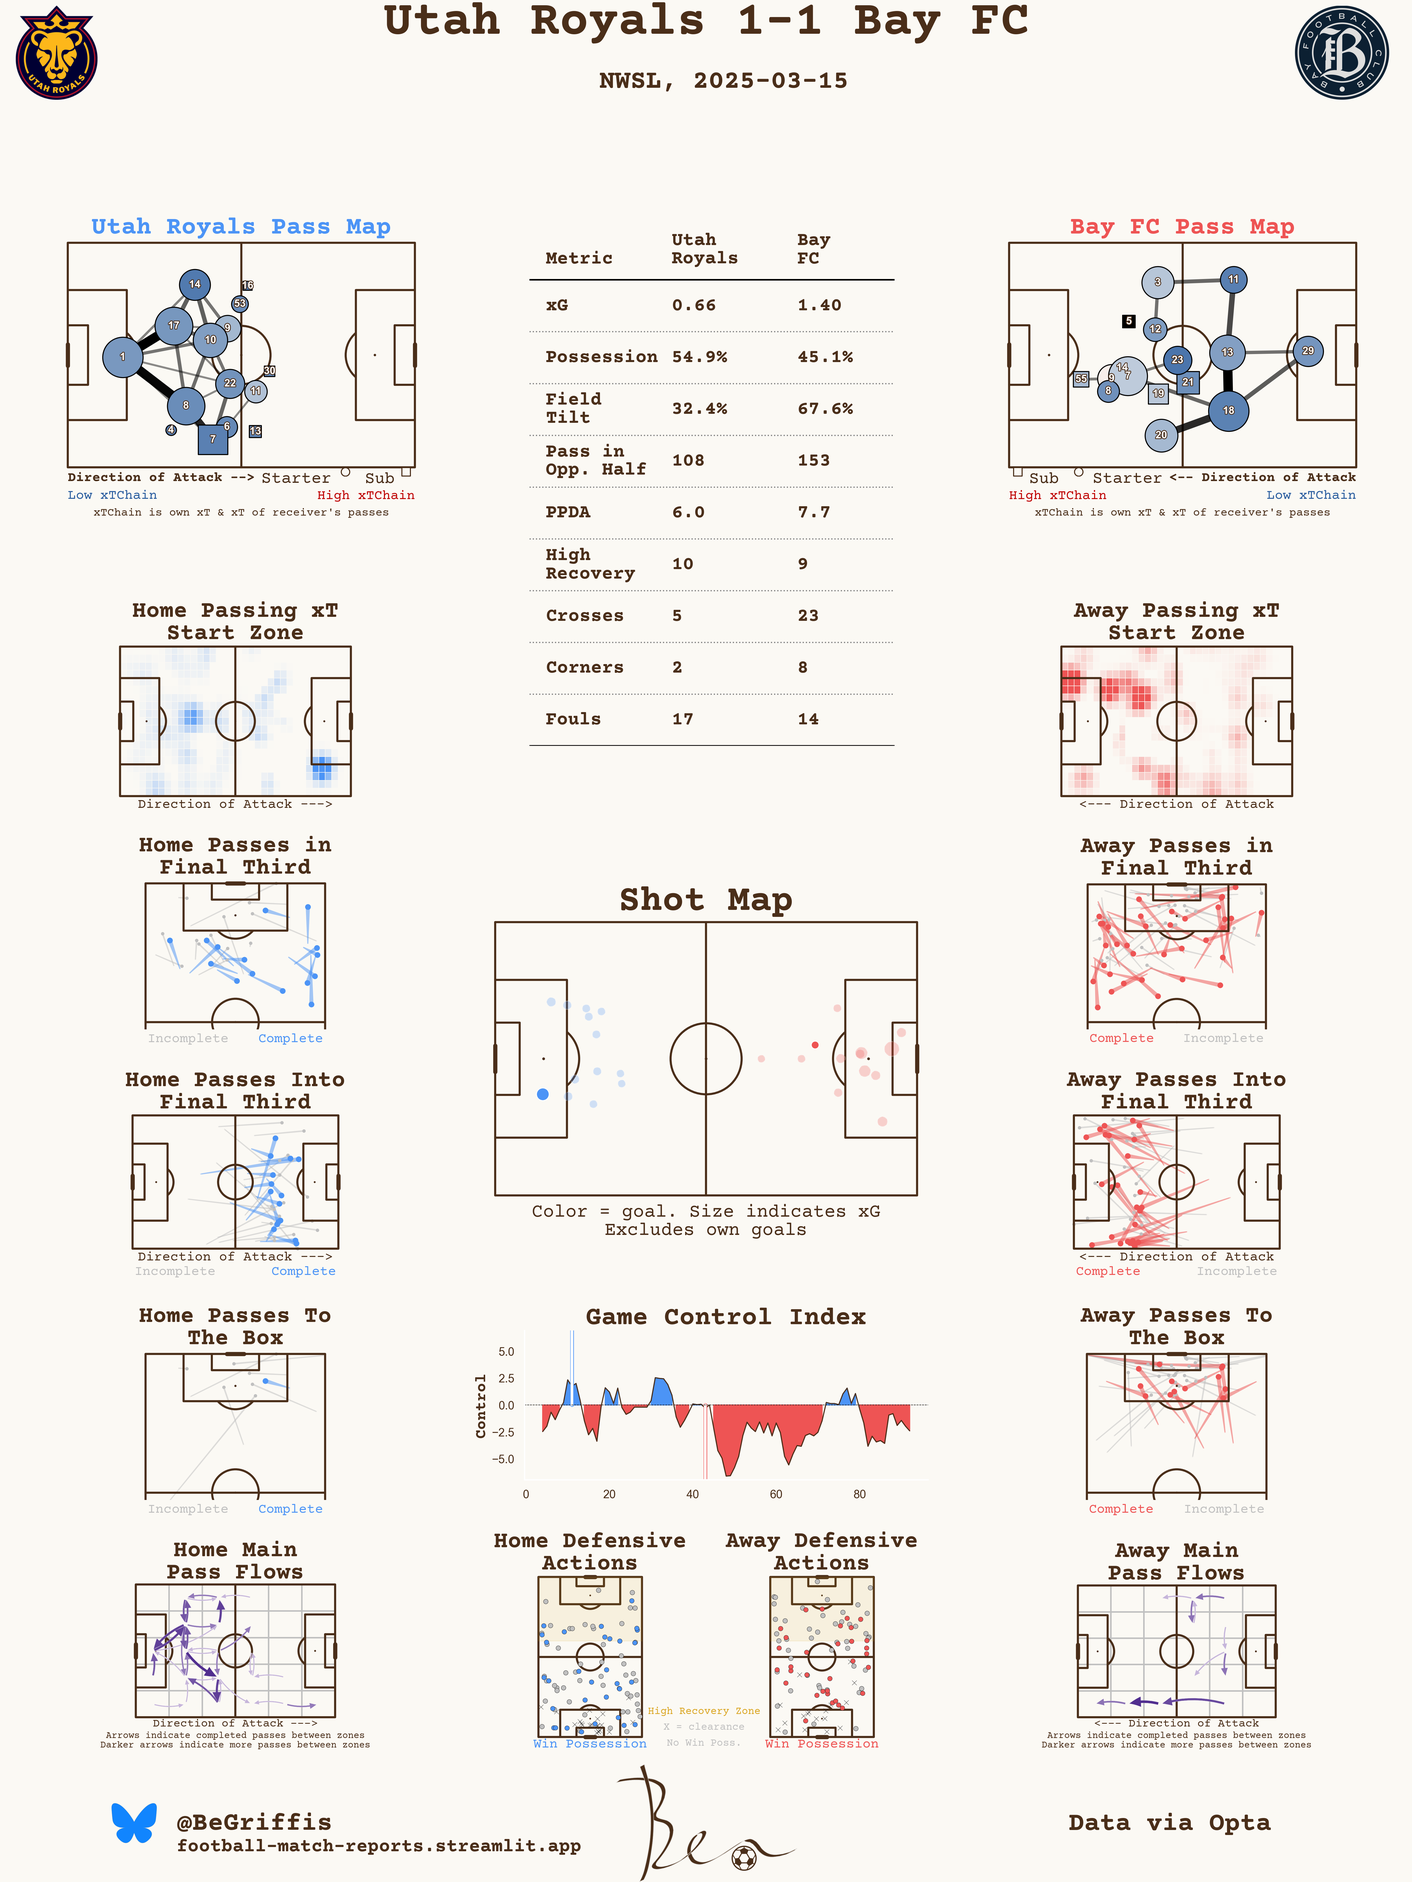 Utah Royals 1-1 Bay FC
NWSL, 2025-03-15
UTAH ROYALS
BAY FOOTBALL CLUB
B
Utah Royals Pass Map
14
16
53
17
9
10
1
30
22
11
8
6
4
7
13
Direction of Attack --> Starter Sub
Low xTChain High xTChain
xTChain is own xT & xT of receiver's passes
Metric Utah Royals Bay FC
xG 0.66 1.40
Possession 54.9% 45.1%
Field Tilt 32.4% 67.6%
Pass in Opp. Half 108 153
PPDA 6.0 7.7
High Recovery 10 9
Crosses 5 23
Corners 2 8
Fouls 17 14
Bay FC Pass Map
3
11
5
12
13
29
23
14
55
9
7
21
8
19
18
20
Sub Starter <-- Direction of Attack
High xTChain Low xTChain
xTChain is own xT & xT of receiver's passes
Home Passing xT
Start Zone
Direction of Attack --->
Away Passing xT
Start Zone
<--- Direction of Attack
Home Passes in
Final Third
Incomplete Complete
Away Passes in
Final Third
Complete Incomplete
Shot Map
Color = goal. Size indicates xG
Excludes own goals
Home Passes Into
Final Third
Direction of Attack --->
Incomplete Complete
Away Passes Into
Final Third
<--- Direction of Attack
Complete Incomplete
Home Passes To
The Box
Incomplete Complete
Game Control Index
Control
5.0
2.5
0.0
−2.5
−5.0
0 20 40 60 80
Away Passes To
The Box
Complete Incomplete
Home Main
Pass Flows
Direction of Attack --->
Arrows indicate completed passes between zones
Darker arrows indicate more passes between zones
Home Defensive
Actions
Win Possession
High Recovery Zone
X = clearance
No Win Poss.
Away Defensive
Actions
Win Possession
Away Main
Pass Flows
<--- Direction of Attack
Arrows indicate completed passes between zones
Darker arrows indicate more passes between zones
@BeGriffis
football-match-reports.streamlit.app
Ben
Data via Opta